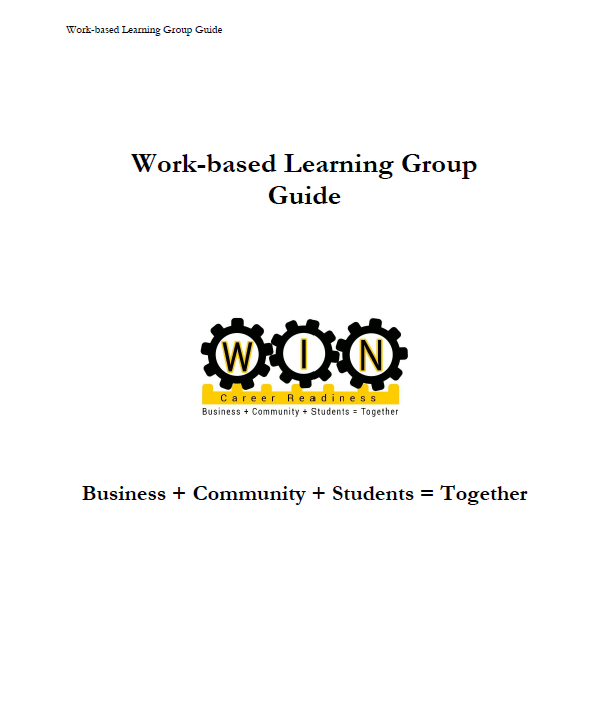 Work-based Learning Group Guide
Work-based Learning Group
Guide
W I N
Career Readiness
Business + Community + Students = Together
Business + Community + Students = Together